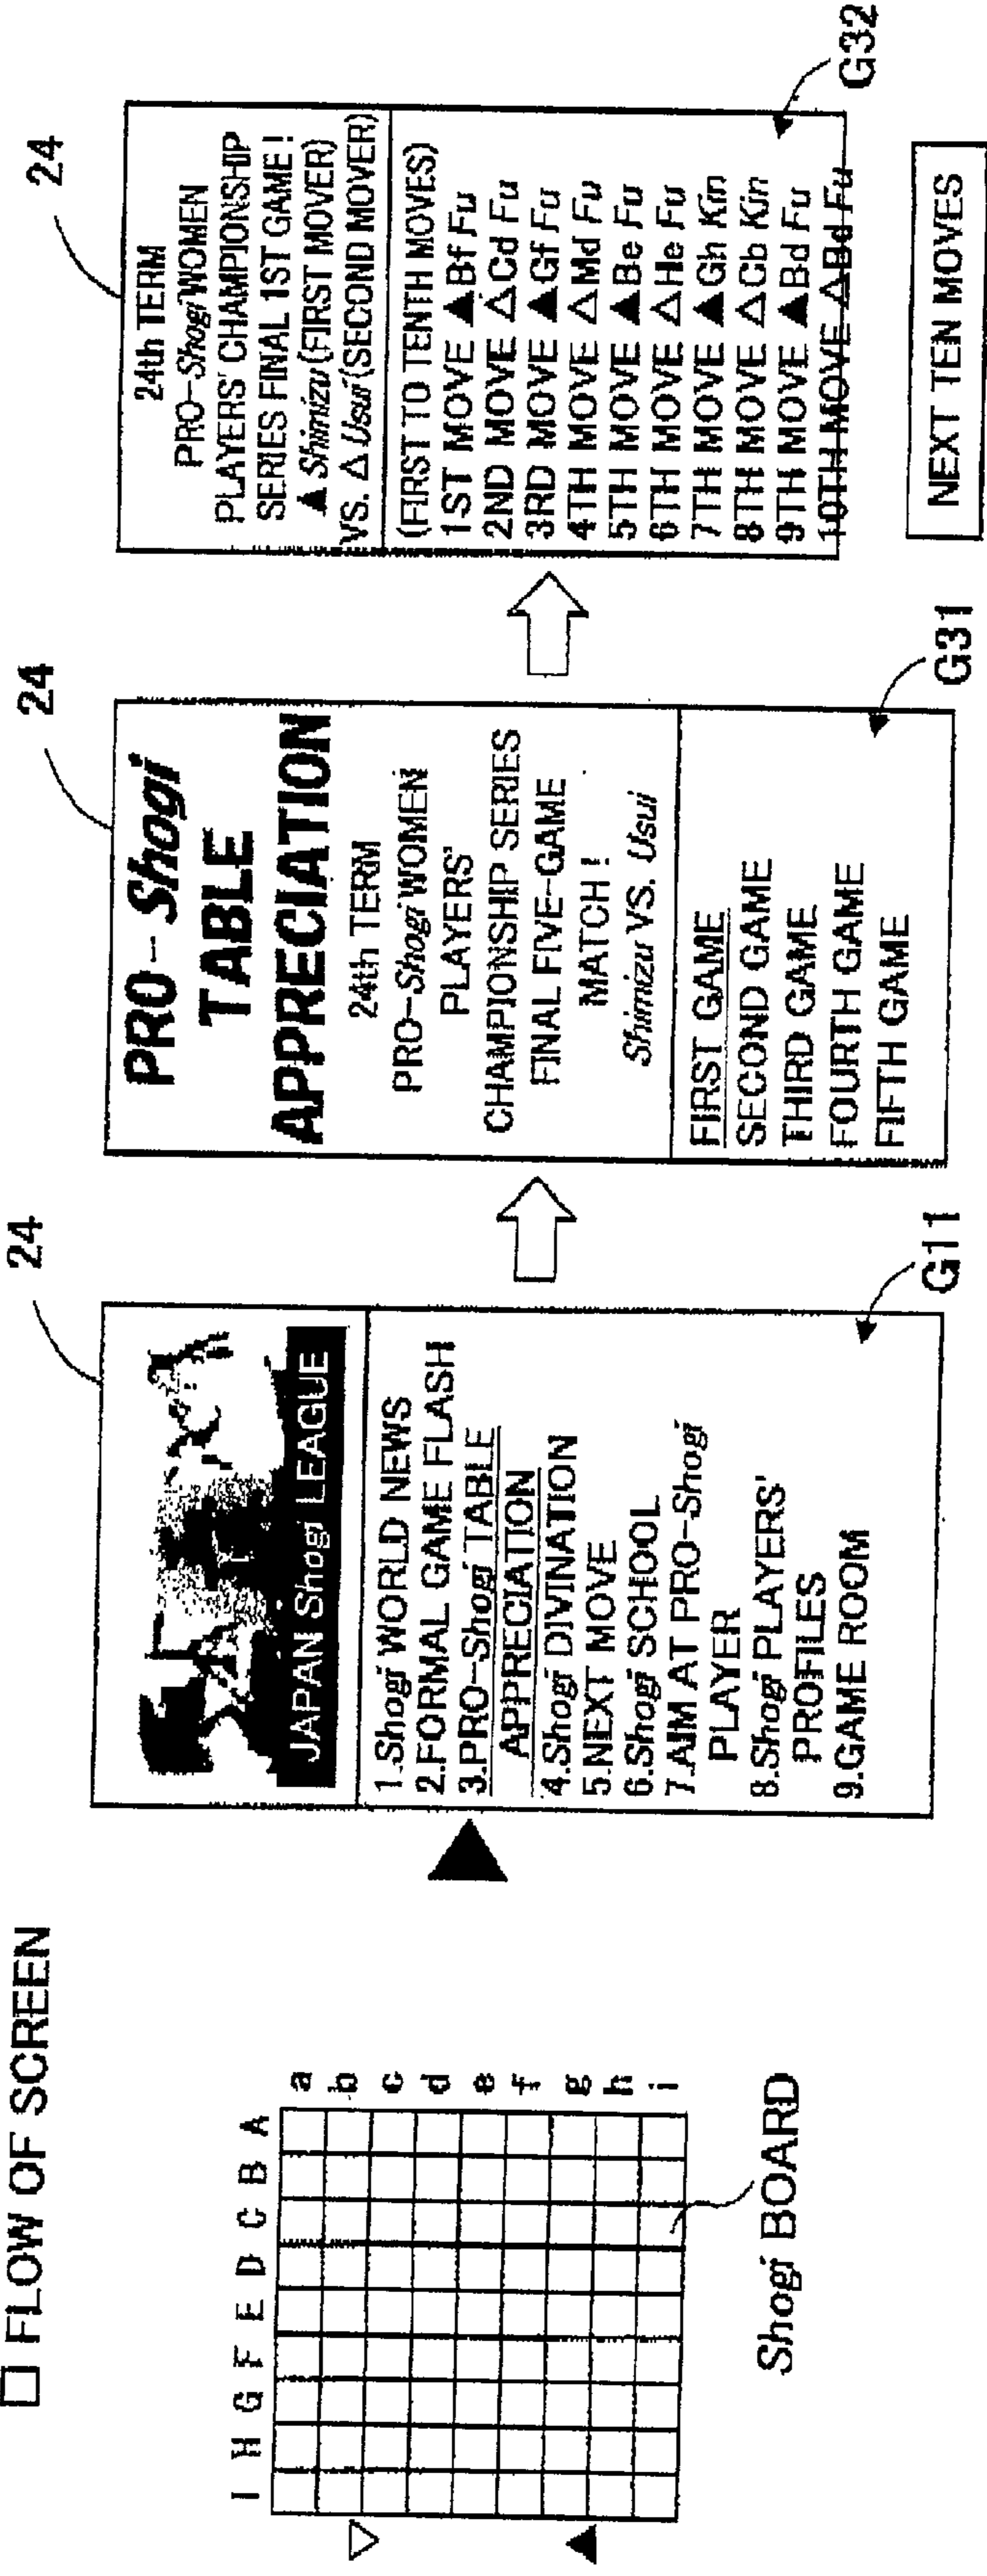 □ FLOW OF SCREEN
I H G F E D C B A
a
b
c
d
e
f
g
h
i
Shogi BOARD
24
JAPAN Shogi LEAGUE
1.Shogi WORLD NEWS
2.FORMAL GAME FLASH
3.PRO-Shogi TABLE
APPRECIATION
4.Shogi DIVINATION
5.NEXT MOVE
6.Shogi SCHOOL
7.AIM AT PRO-Shogi
PLAYER
8.Shogi PLAYERS'
PROFILES
9.GAME ROOM
G11
24
PRO-Shogi
TABLE
APPRECIATION
24th TERM
PRO-Shogi WOMEN
PLAYERS'
CHAMPIONSHIP SERIES
FINAL FIVE-GAME
MATCH!
Shimizu VS. Usui
FIRST GAME
SECOND GAME
THIRD GAME
FOURTH GAME
FIFTH GAME
G31
24
24th TERM
PRO-Shogi WOMEN
PLAYERS' CHAMPIONSHIP
SERIES FINAL 1ST GAME!
▲ Shimizu (FIRST MOVER)
VS. △ Usui (SECOND MOVER)
(FIRST TO TENTH MOVES)
1ST MOVE ▲Bf Fu
2ND MOVE △Cd Fu
3RD MOVE ▲Gf Fu
4TH MOVE △Md Fu
5TH MOVE ▲Be Fu
6TH MOVE △He Fu
7TH MOVE ▲Gh Kin
8TH MOVE △Cb Kin
9TH MOVE ▲Bd Fu
10TH MOVE △Bd Fu
G32
NEXT TEN MOVES